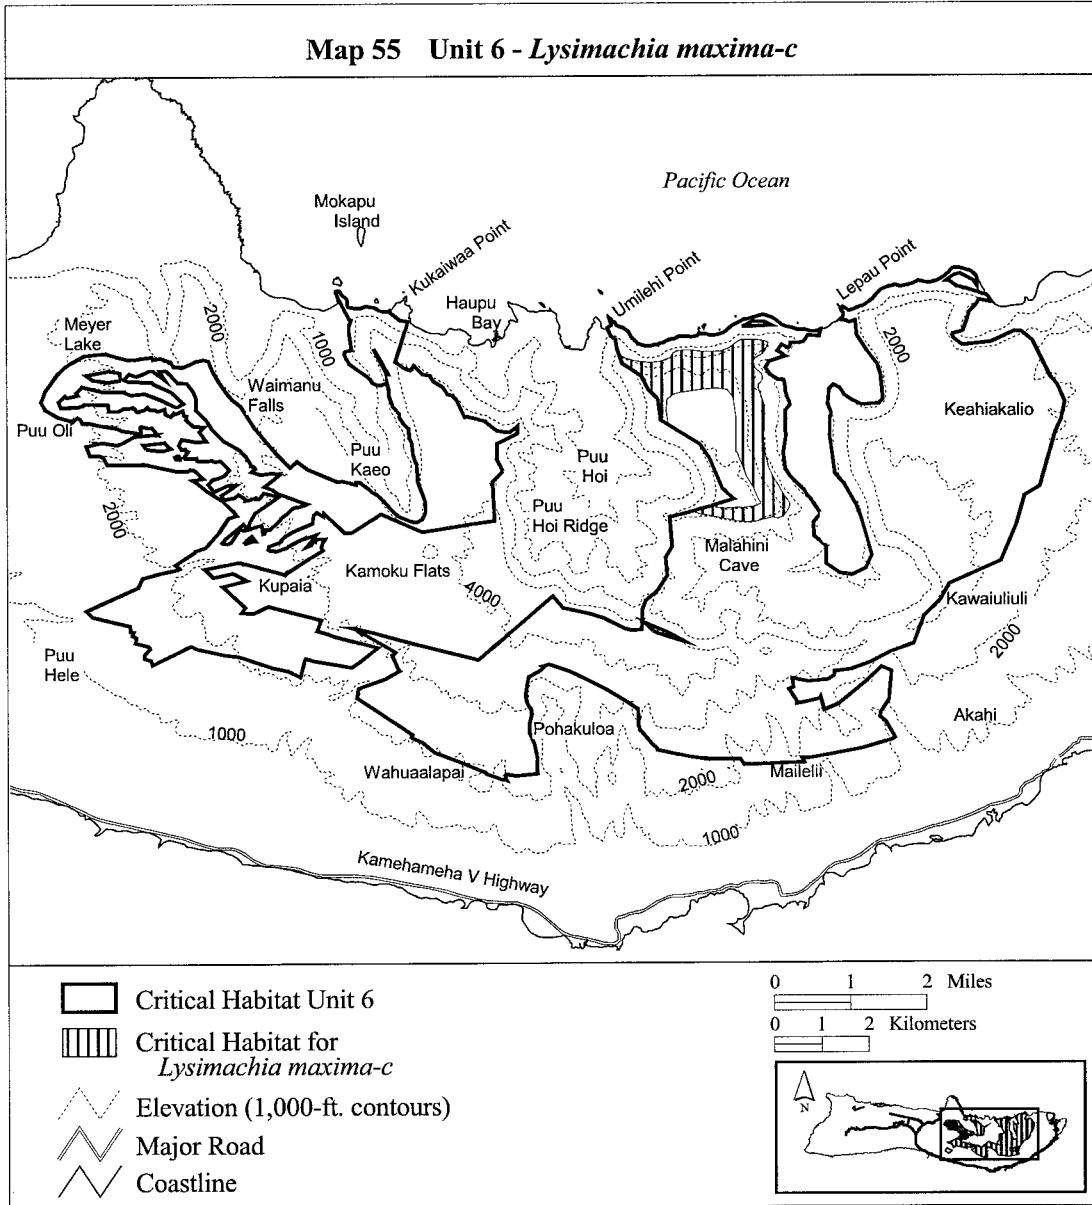 Map 55 Unit 6 - Lysimachia maxima-c
Pacific Ocean
Mokapu
Island
Kukaiwaa Point
Haupu
Bay
Umilehi Point
Lepau Point
Meyer
Lake
2000
1000
2000
Waimanu
Falls
Keahiakalio
Puu Oli
Puu
Kaeo
Puu
Hoi
2000
Puu
Hoi Ridge
Malahini
Cave
Kupaia
Kamoku Flats
4000
Kawaiuliuli
2000
Puu
Hele
Akahi
1000
Pohakuloa
Wahuaalapai
2000
Mailelii
1000
Kamehameha V Highway
Critical Habitat Unit 6
Critical Habitat for
Lysimachia maxima-c
Elevation (1,000-ft. contours)
Major Road
Coastline
0 1 2 Miles
0 1 2 Kilometers
N